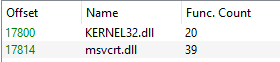 Offset Name Func. Count
17800 KERNEL32.dll 20
17814 msvcrt.dll 39